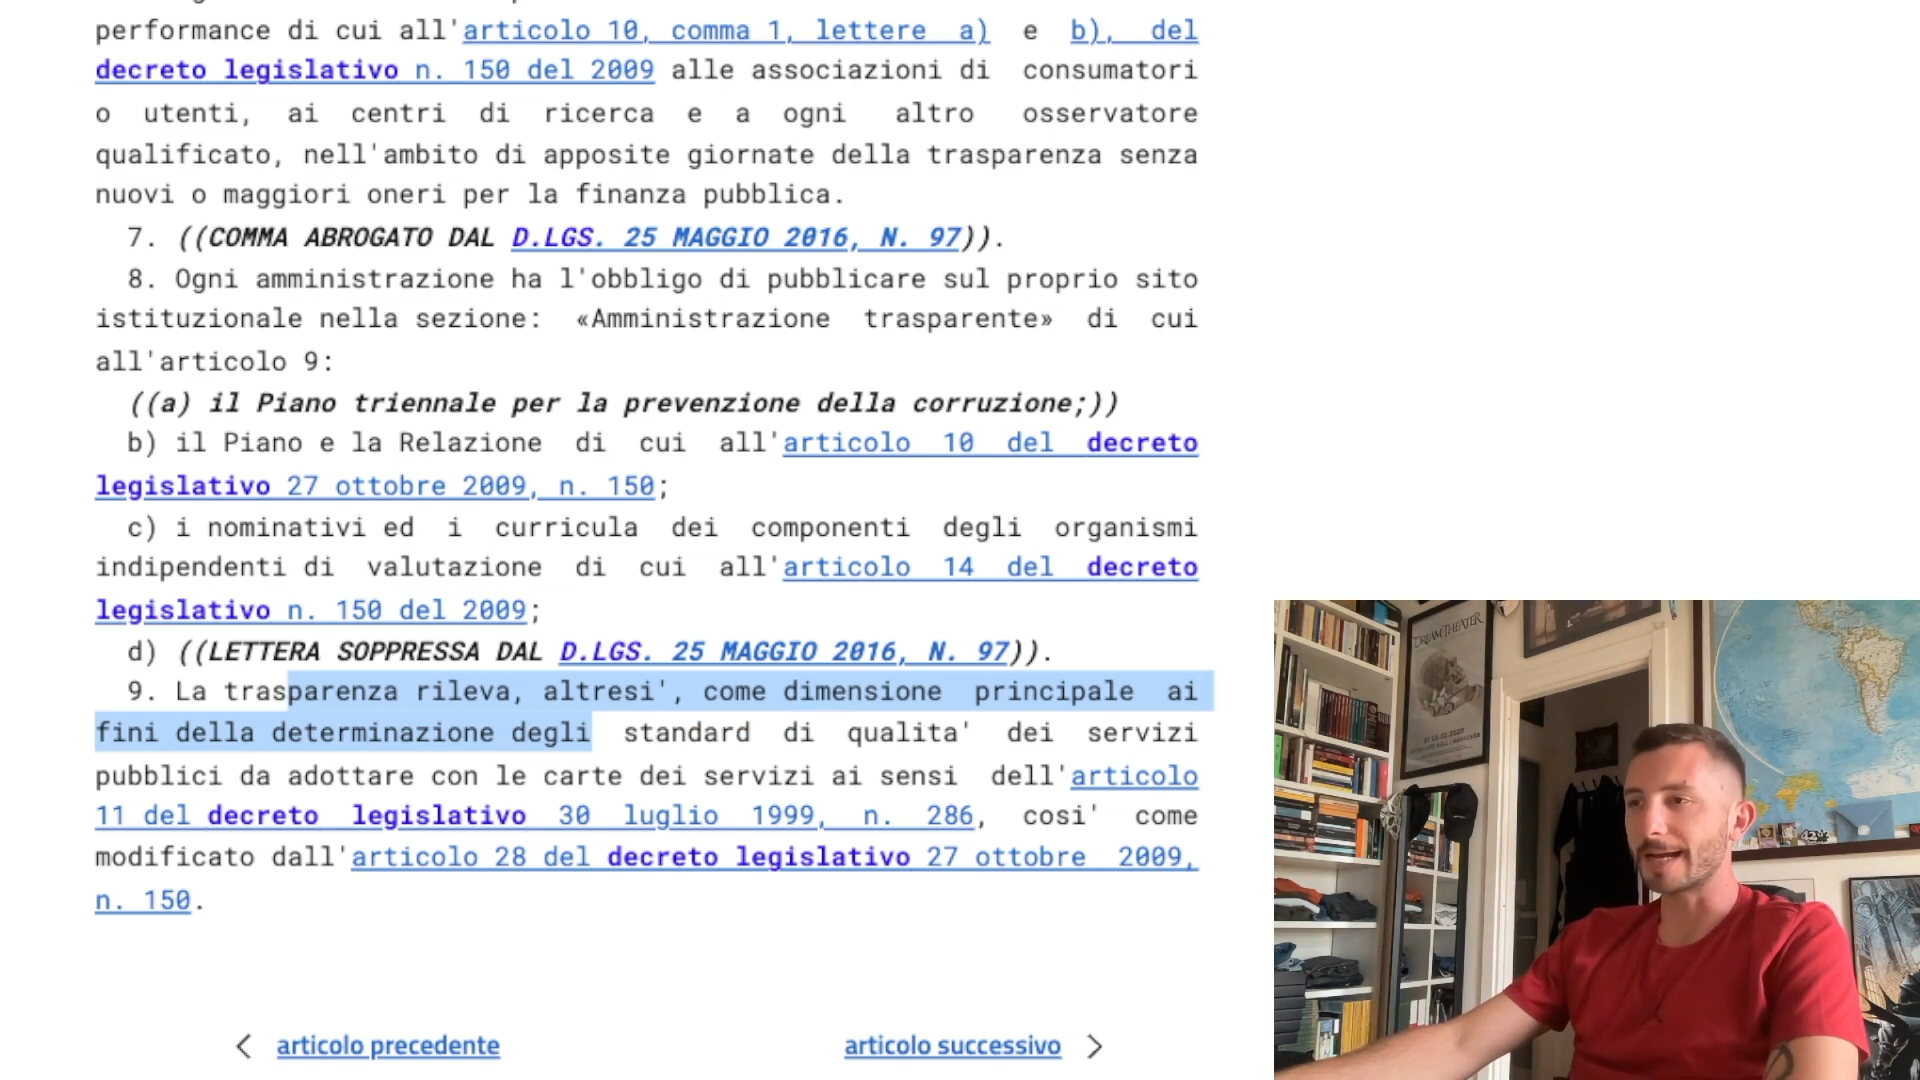 performance di cui all'articolo 10, comma 1, lettere a) e b), del
decreto legislativo n. 150 del 2009 alle associazioni di consumatori
o utenti, ai centri di ricerca e a ogni altro osservatore
qualificato, nell'ambito di apposite giornate della trasparenza senza
nuovi o maggiori oneri per la finanza pubblica.
7. ((COMMA ABROGATO DAL D.LGS. 25 MAGGIO 2016, N. 97)).
8. Ogni amministrazione ha l'obbligo di pubblicare sul proprio sito
istituzionale nella sezione: «Amministrazione trasparente» di cui
all'articolo 9:
((a) il Piano triennale per la prevenzione della corruzione;))
b) il Piano e la Relazione di cui all'articolo 10 del decreto
legislativo 27 ottobre 2009, n. 150;
c) i nominativi ed i curricula dei componenti degli organismi
indipendenti di valutazione di cui all'articolo 14 del decreto
legislativo n. 150 del 2009;
d) ((LETTERA SOPPRESSA DAL D.LGS. 25 MAGGIO 2016, N. 97)).
9. La trasparenza rileva, altresi', come dimensione principale ai
fini della determinazione degli standard di qualita' dei servizi
pubblici da adottare con le carte dei servizi ai sensi dell'articolo
11 del decreto legislativo 30 luglio 1999, n. 286, cosi' come
modificato dall'articolo 28 del decreto legislativo 27 ottobre 2009,
n. 150.
articolo precedente
articolo successivo
DREAM THEATER